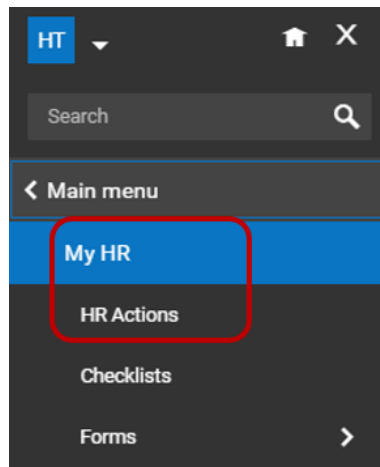 HT
X
Search
Main menu
My HR
HR Actions
Checklists
Forms